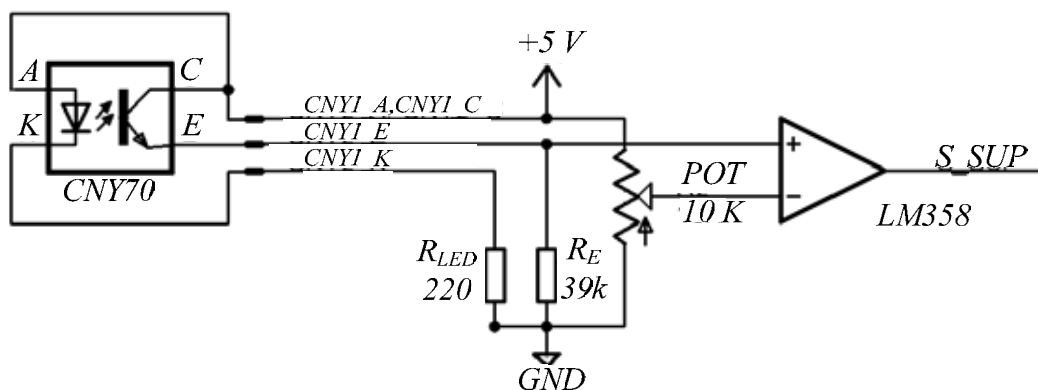 +5 V
A
C
CNY1_A,CNY1_C
K
E
CNY1_E
CNY1_K
+
S_SUP
POT
CNY70
–
10 K
LM358
R_LED
220
R_E
39k
GND